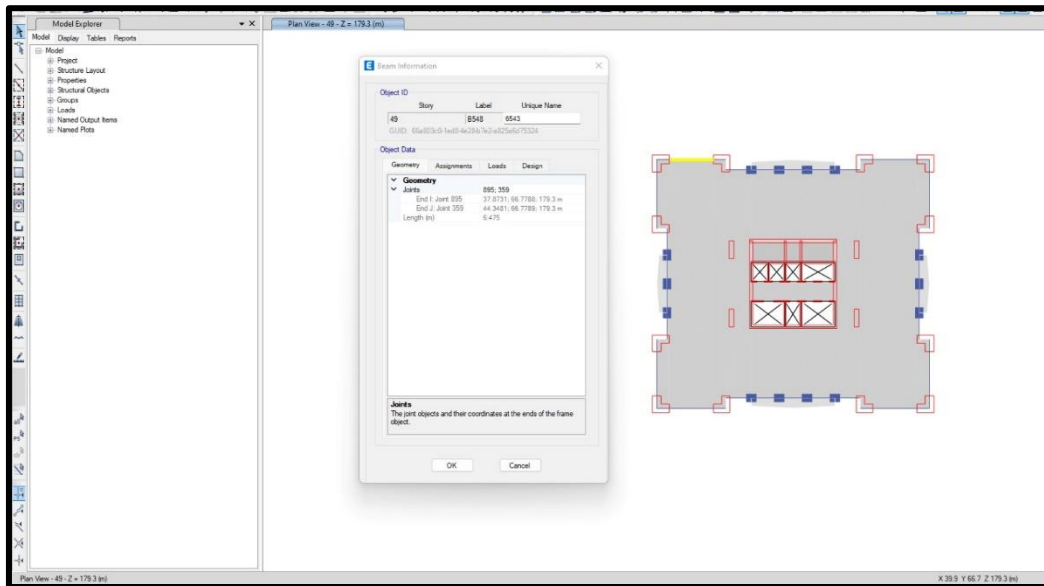 Model Explorer
Plan View - 49 - Z = 179.3 (m)
Model Display Tables Reports
Model
Project
Structure Layout
Properties
Structural Objects
Groups
Loads
Named Output Items
Named Plots
E Beam Information
Object ID
Story Label Unique Name
49 B548 6543
Object Data
Geometry Assignments Loads Design
Geometry
Joints 895; 359
End I: Joint 895 37.8731; 66.7788; 179.3 m
End J: Joint 359 44.3481; 66.7789; 179.3 m
Length (m) 6.475
Joints
The joint objects and their coordinates at the ends of the frame
object.
OK Cancel
Plan View - 49 - Z = 179.3 (m)
X 39.9 Y 66.7 Z 179.3 (m)